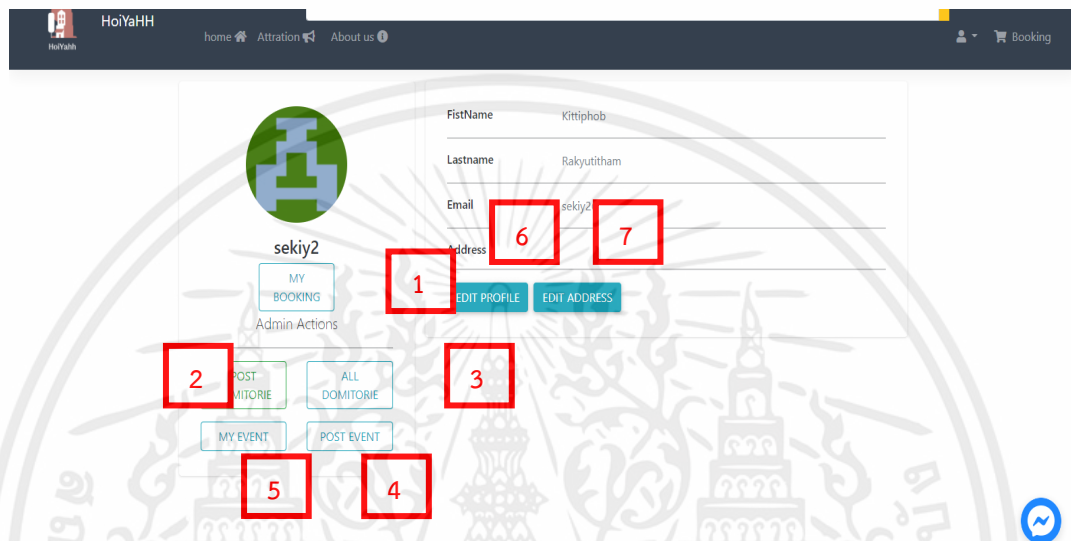 HoiYaHH
HoiYahh
home Attration About us
Booking
FistName Kittiphob
Lastname Rakyutitham
Email sekiy2
Address
6
7
1
sekiy2
MY
BOOKING
EDIT PROFILE EDIT ADDRESS
Admin Actions
2
POST
MITORIE
ALL
DOMITORIE
3
MY EVENT POST EVENT
5
4